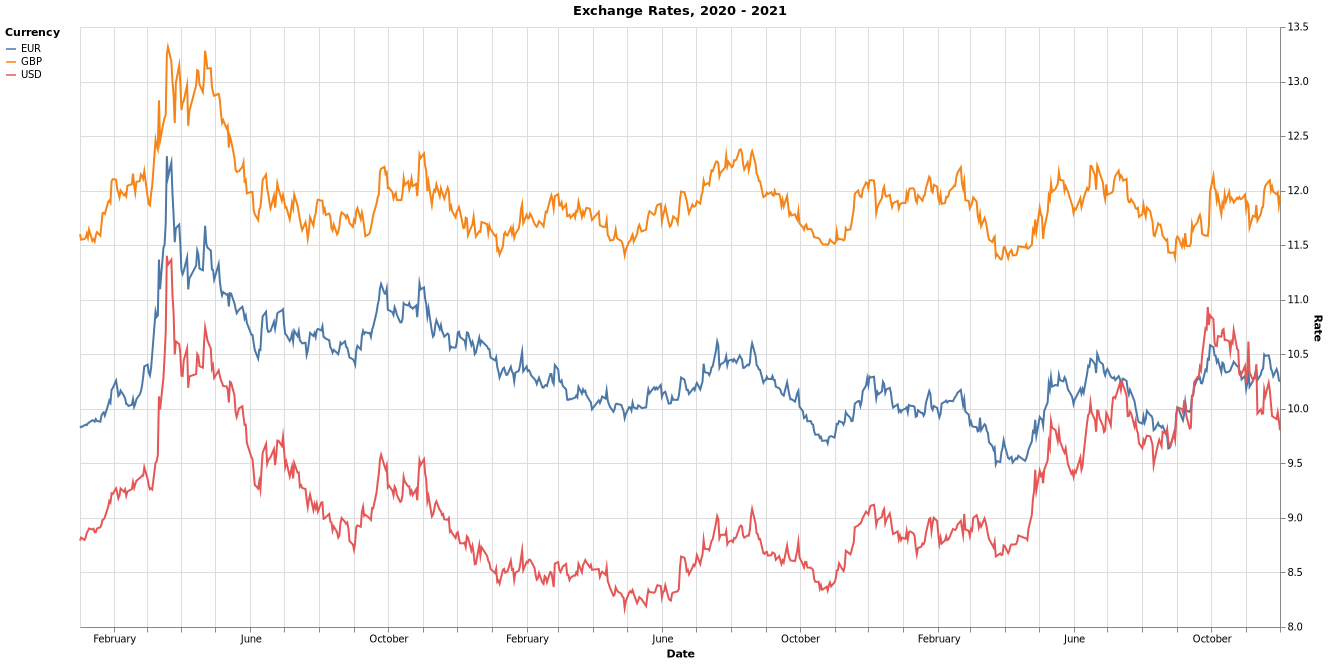 Exchange Rates, 2020 - 2021
Currency
EUR
GBP
USD
13.5
13.0
12.5
12.0
11.5
11.0
10.5
10.0
9.5
9.0
8.5
8.0
Rate
February June October February June October February June October
Date